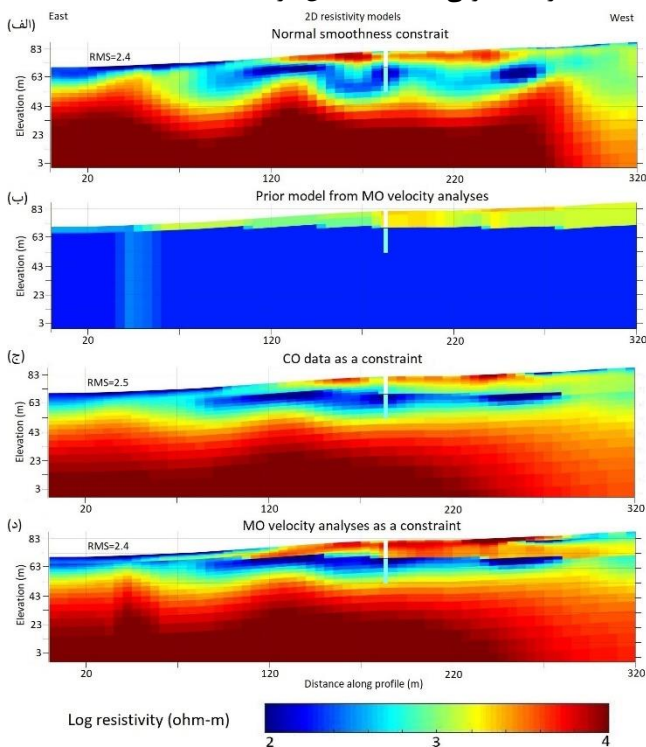 (الف)
East
2D resistivity models
West
Normal smoothness constrait
RMS=2.4
Elevation (m)
83
63
43
23
3
20
120
220
320
(ب)
Prior model from MO velocity analyses
Elevation (m)
83
63
43
23
3
20
120
220
320
(ج)
CO data as a constraint
RMS=2.5
Elevation (m)
83
63
43
23
3
20
120
220
320
(د)
MO velocity analyses as a constraint
RMS=2.4
Elevation (m)
83
63
43
23
3
20
120
220
320
Distance along profile (m)
Log resistivity (ohm-m)
2
3
4